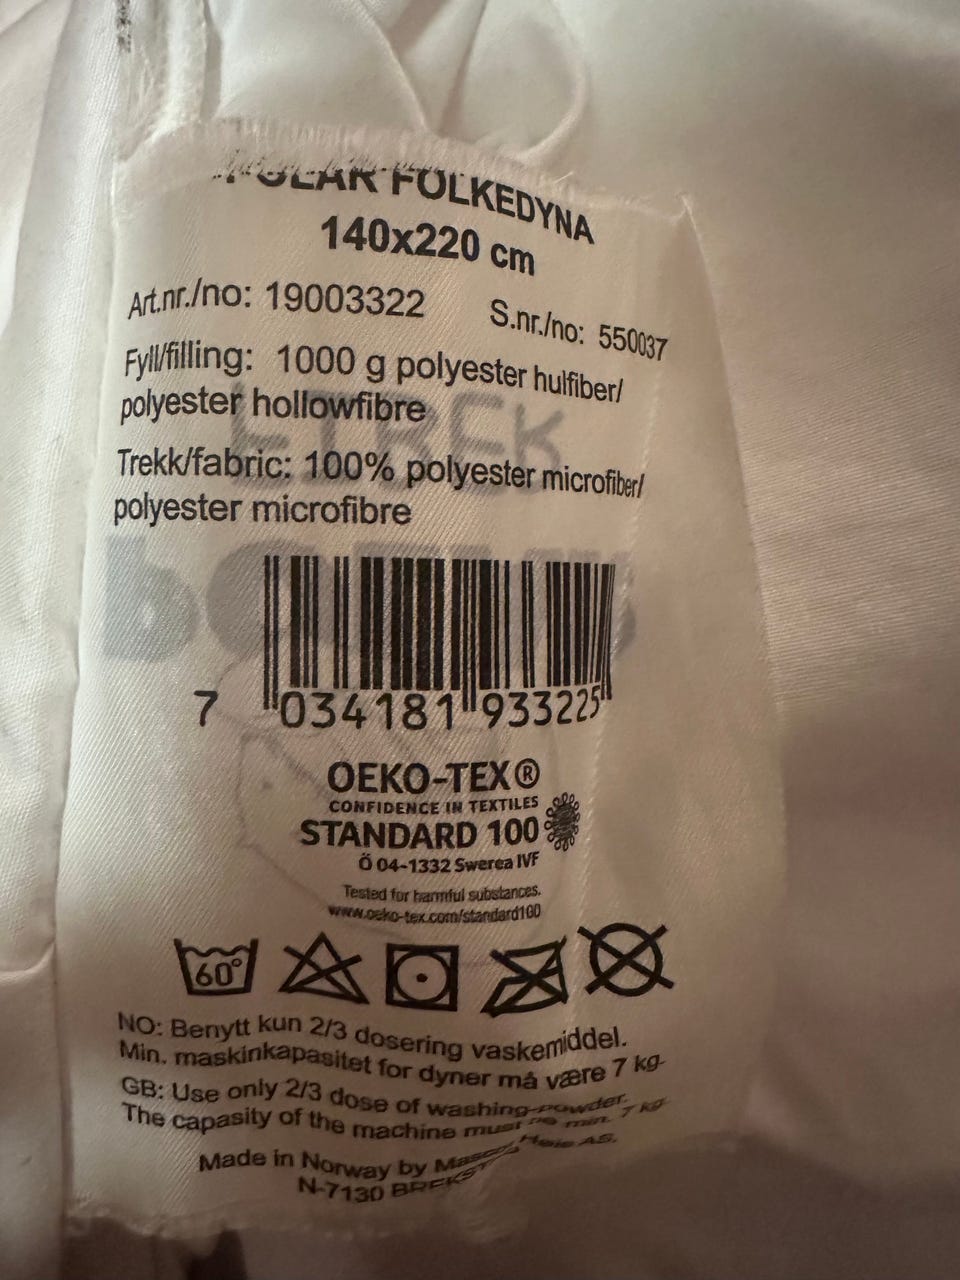 POLAR FOLKEDYNA
140x220 cm
Art.nr./no: 19003322 S.nr./no: 550037
Fyll/filling: 1000 g polyester hulfiber/
polyester hollowfibre
Trekk/fabric: 100% polyester microfiber/
polyester microfibre
7 034181 933225
OEKO-TEX®
CONFIDENCE IN TEXTILES
STANDARD 100
Ö 04-1332 Swerea IVF
Tested for harmful substances.
www.oeko-tex.com/standard100
60°
NO: Benytt kun 2/3 dosering vaskemiddel.
Min. maskinkapasitet for dyner må være 7 kg
GB: Use only 2/3 dose of washing-powder.
The capasity of the machine must be min. 7 kg
Made in Norway by Høie AS.
N-7130